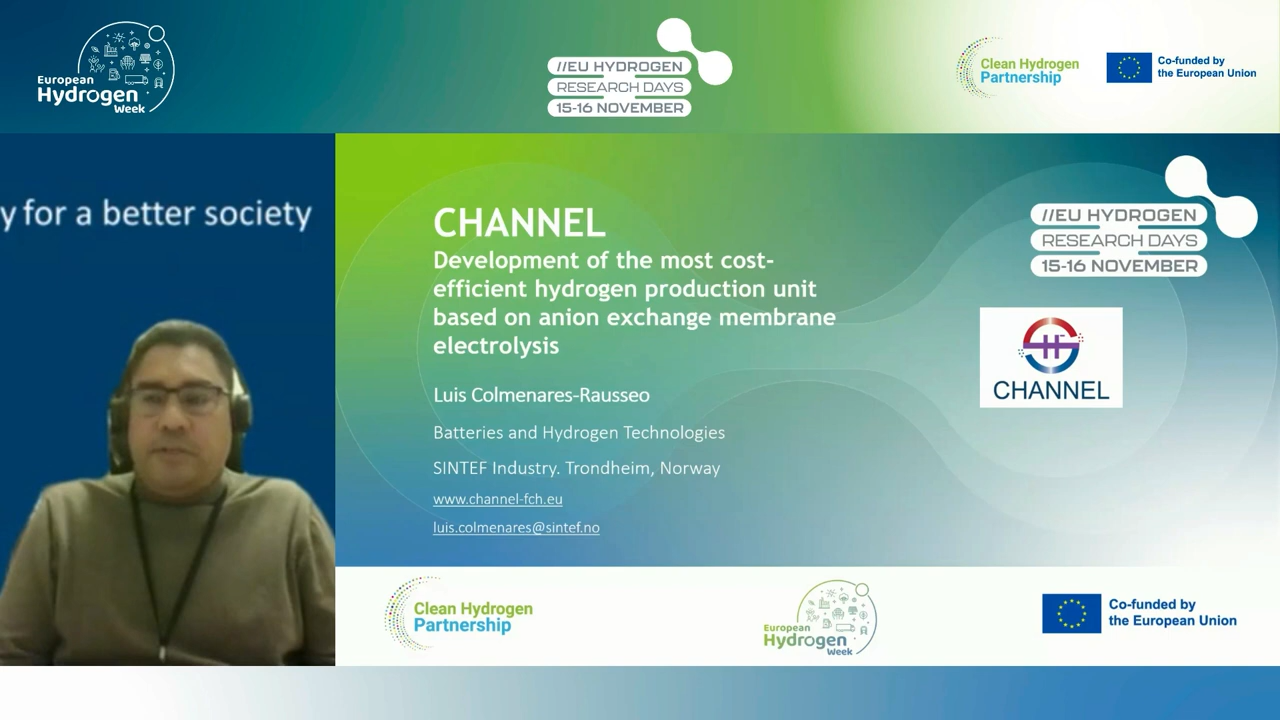 European
Hydrogen
Week
//EU HYDROGEN
RESEARCH DAYS
15-16 NOVEMBER
Clean Hydrogen
Partnership
Co-funded by
the European Union
y for a better society
CHANNEL
Development of the most cost-
efficient hydrogen production unit
based on anion exchange membrane
electrolysis
Luis Colmenares-Rausseo
Batteries and Hydrogen Technologies
SINTEF Industry. Trondheim, Norway
www.channel-fch.eu
luis.colmenares@sintef.no
//EU HYDROGEN
RESEARCH DAYS
15-16 NOVEMBER
CHANNEL
Clean Hydrogen
Partnership
European
Hydrogen
Week
Co-funded by
the European Union